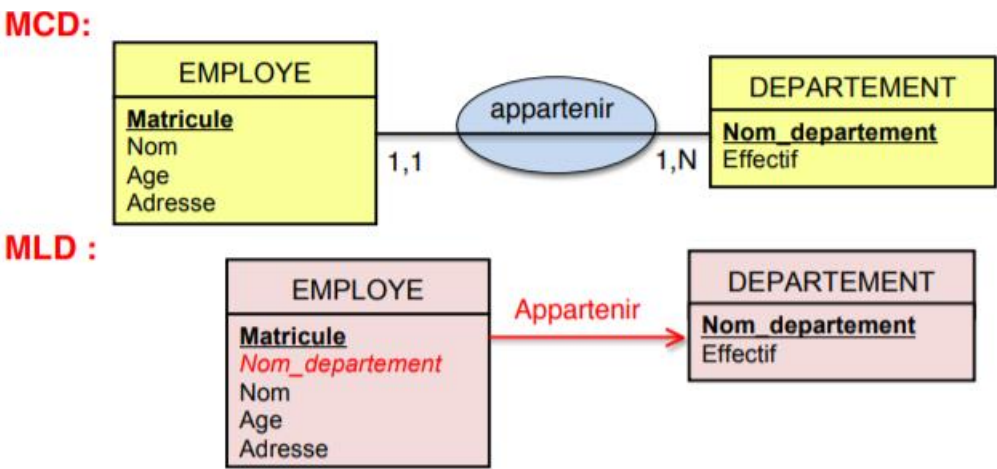 MCD:
EMPLOYE
Matricule
Nom
Age
Adresse
1,1
appartenir
1,N
DEPARTEMENT
Nom_departement
Effectif
MLD :
EMPLOYE
Matricule
Nom_departement
Nom
Age
Adresse
Appartenir
DEPARTEMENT
Nom_departement
Effectif